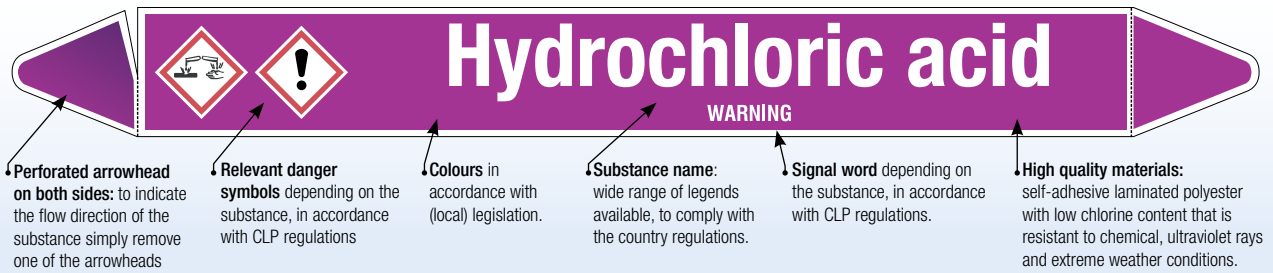 Hydrochloric acid
WARNING
Perforated arrowhead
on both sides: to indicate
the flow direction of the
substance simply remove
one of the arrowheads
Relevant danger
symbols depending on the
substance, in accordance
with CLP regulations
Colours in
accordance with
(local) legislation.
Substance name:
wide range of legends
available, to comply with
the country regulations.
Signal word depending on
the substance, in accordance
with CLP regulations.
High quality materials:
self-adhesive laminated polyester
with low chlorine content that is
resistant to chemical, ultraviolet rays
and extreme weather conditions.